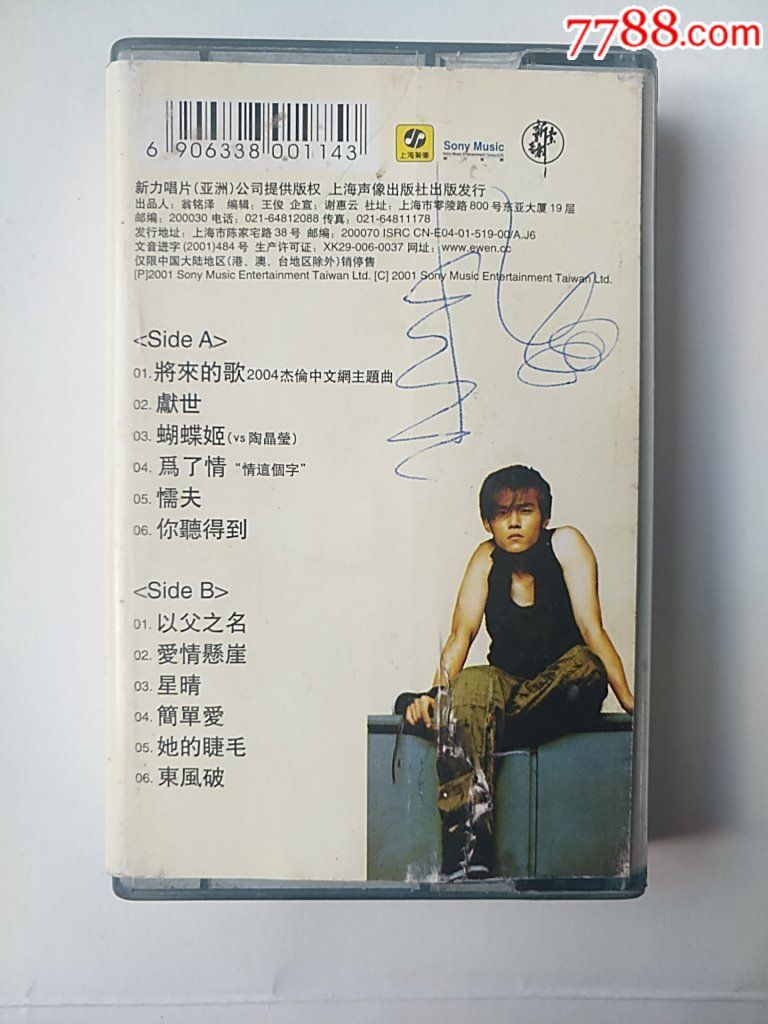 7788.com
6 906338 001143
上海聲像
Sony Music
新力唱片(亚洲)公司提供版权 上海声像出版社出版发行
出品人: 翁铭泽 编辑: 王俊 企宣: 谢惠云 社址: 上海市零陵路800号东亚大厦19层
邮编: 200030 电话: 021-64812088 传真: 021-64811178
发行地址: 上海市陈家宅路38号 邮编: 200070 ISRC CN-E04-01-519-00/A.J6
文音进字(2001)484号 生产许可证: XK29-006-0037 网址: www.ewen.cc
仅限中国大陆地区(港、澳、台地区除外)销停售
[P]2001 Sony Music Entertainment Taiwan Ltd. [C] 2001 Sony Music Entertainment Taiwan Ltd.
<Side A>
01.將來的歌2004杰倫中文網主題曲
02.獻世
03.蝴蝶姬(vs陶晶瑩)
04.爲了情“情這個字”
05.懦夫
06.你聽得到
<Side B>
01.以父之名
02.愛情懸崖
03.星晴
04.簡單愛
05.她的睫毛
06.東風破